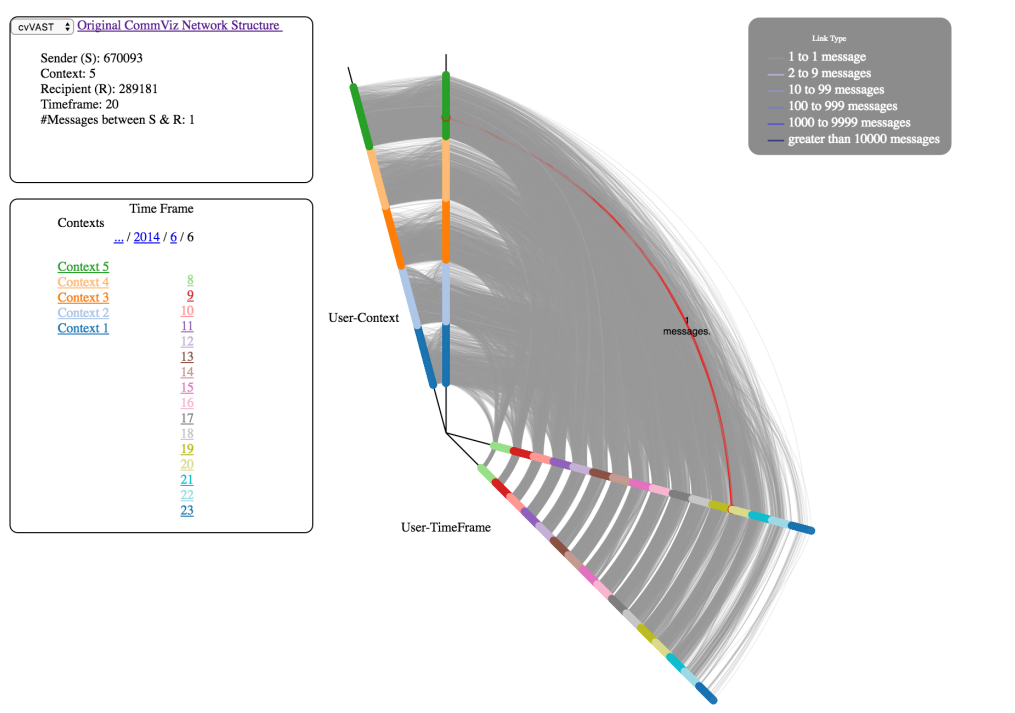 cvVAST Original CommViz Network Structure
Sender (S): 670093
Context: 5
Recipient (R): 289181
Timeframe: 20
#Messages between S & R: 1
Time Frame
Contexts
... / 2014 / 6 / 6
Context 5
Context 4
Context 3
Context 2
Context 1
8
9
10
11
12
13
14
15
16
17
18
19
20
21
22
23
User-Context
User-TimeFrame
1
messages.
Link Type
1 to 1 message
2 to 9 messages
10 to 99 messages
100 to 999 messages
1000 to 9999 messages
greater than 10000 messages